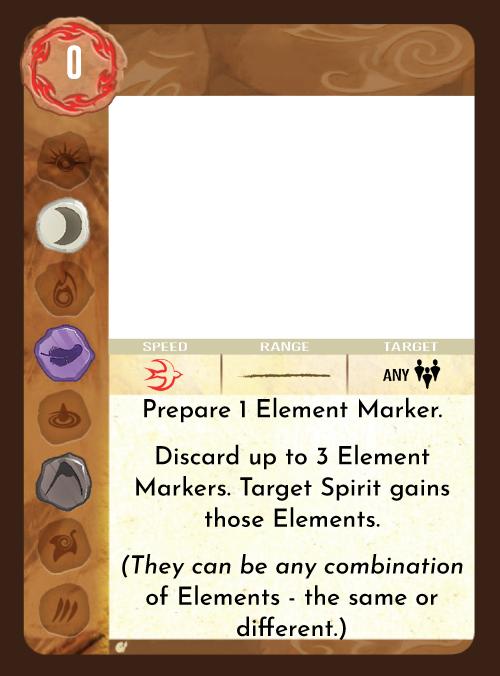 0
SPEED RANGE TARGET
ANY
Prepare 1 Element Marker.
Discard up to 3 Element
Markers. Target Spirit gains
those Elements.
(They can be any combination
of Elements - the same or
different.)